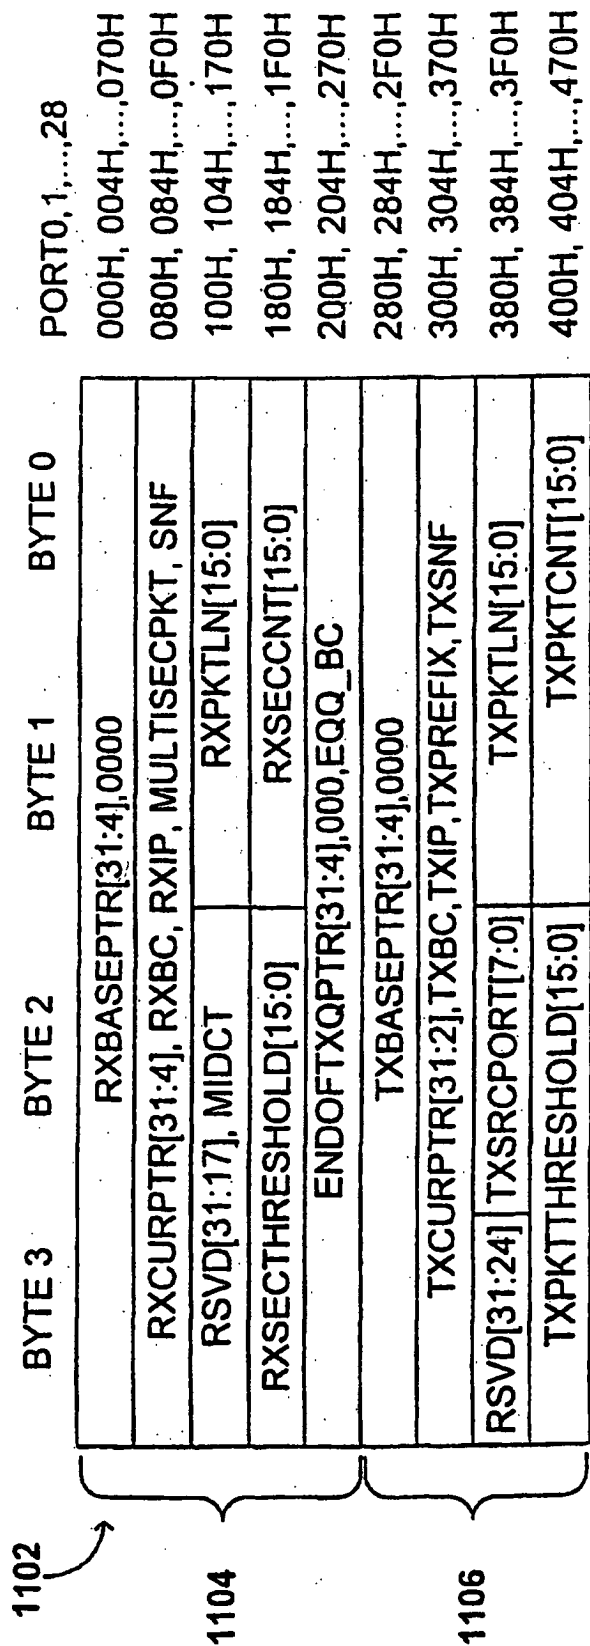 1102
BYTE 3 BYTE 2 BYTE 1 BYTE 0 PORT0,1,...,28
RXBASEPTR[31:4],0000 000H, 004H,...,070H
RXCURPTR[31:4], RXBC, RXIP, MULTISECPKT, SNF 080H, 084H,...,0F0H
RSVD[31:17], MIDCT RXPKTLN[15:0] 100H, 104H,...,170H
1104
RXSECTHRESHOLD[15:0] RXSECCNT[15:0] 180H, 184H,...,1F0H
ENDOFTXQPTR[31:4],000,EQQ_BC 200H, 204H,...,270H
TXBASEPTR[31:4],0000 280H, 284H,...,2F0H
TXCURPTR[31:2],TXBC,TXIP,TXPREFIX,TXSNF 300H, 304H,...,370H
1106
RSVD[31:24] TXSRCPORT[7:0] TXPKTLN[15:0] 380H, 384H,...,3F0H
TXPKTTHRESHOLD[15:0] TXPKTCNT[15:0] 400H, 404H,...,470H